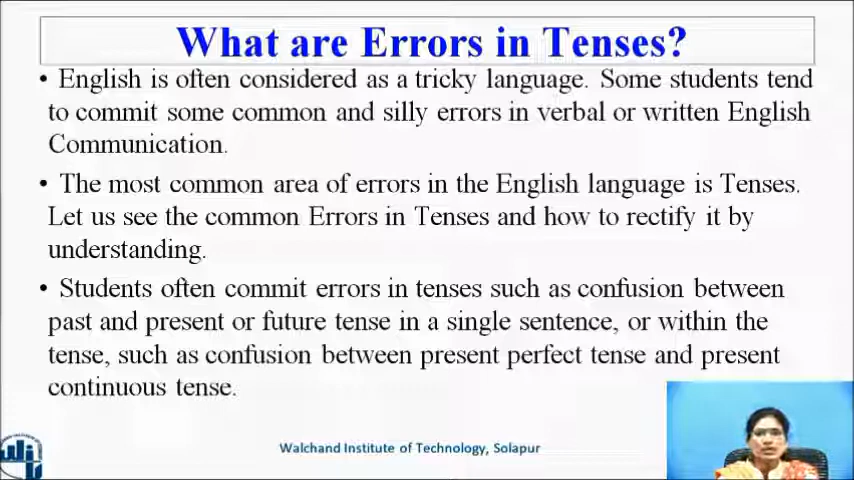 What are Errors in Tenses?
• English is often considered as a tricky language. Some students tend
to commit some common and silly errors in verbal or written English
Communication.
• The most common area of errors in the English language is Tenses.
Let us see the common Errors in Tenses and how to rectify it by
understanding.
• Students often commit errors in tenses such as confusion between
past and present or future tense in a single sentence, or within the
tense, such as confusion between present perfect tense and present
continuous tense.
Walchand Institute of Technology, Solapur